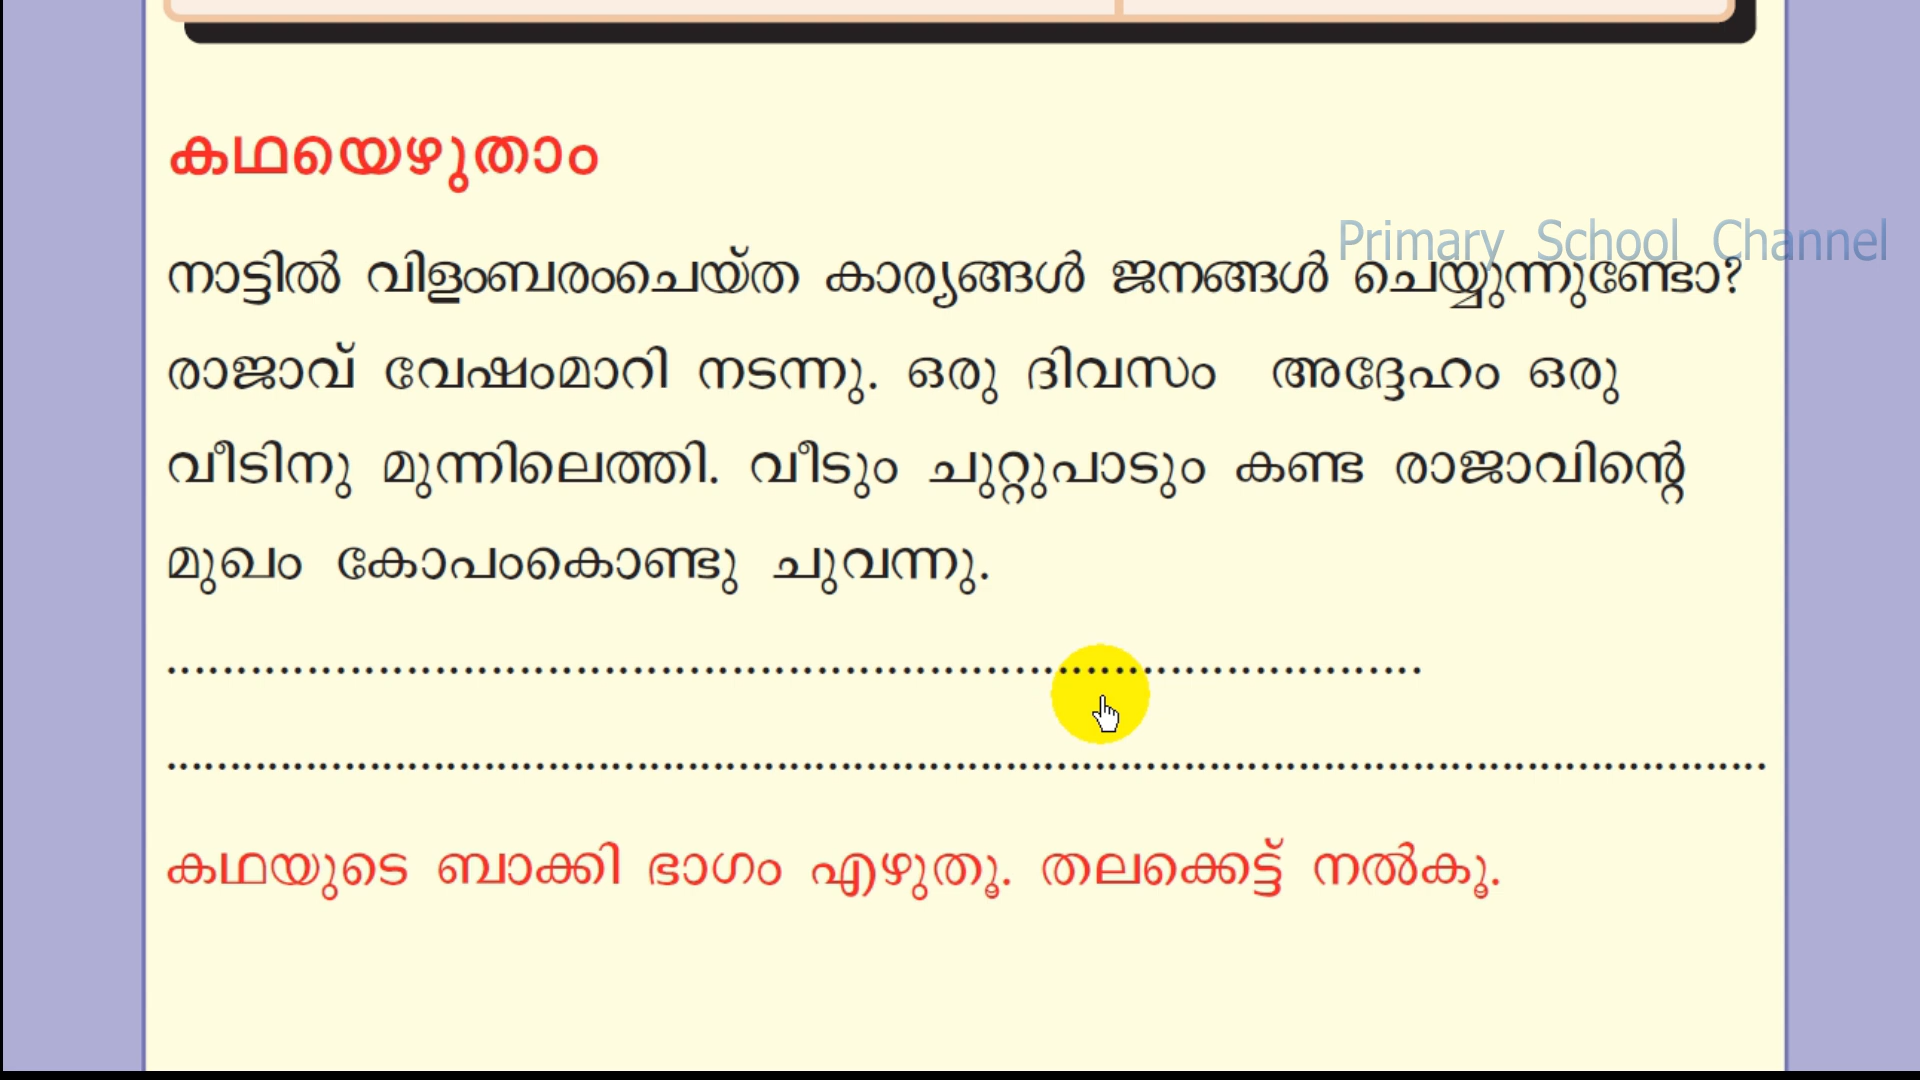 കഥയെഴുതാം
Primary School Channel
നാട്ടിൽ വിളംബരംചെയ്ത കാര്യങ്ങൾ ജനങ്ങൾ ചെയ്യുന്നുണ്ടോ?
രാജാവ് വേഷംമാറി നടന്നു. ഒരു ദിവസം അദ്ദേഹം ഒരു
വീടിനു മുന്നിലെത്തി. വീടും ചുറ്റുപാടും കണ്ട രാജാവിന്റെ
മുഖം കോപംകൊണ്ടു ചുവന്നു.
കഥയുടെ ബാക്കി ഭാഗം എഴുതൂ. തലക്കെട്ട് നൽകൂ.